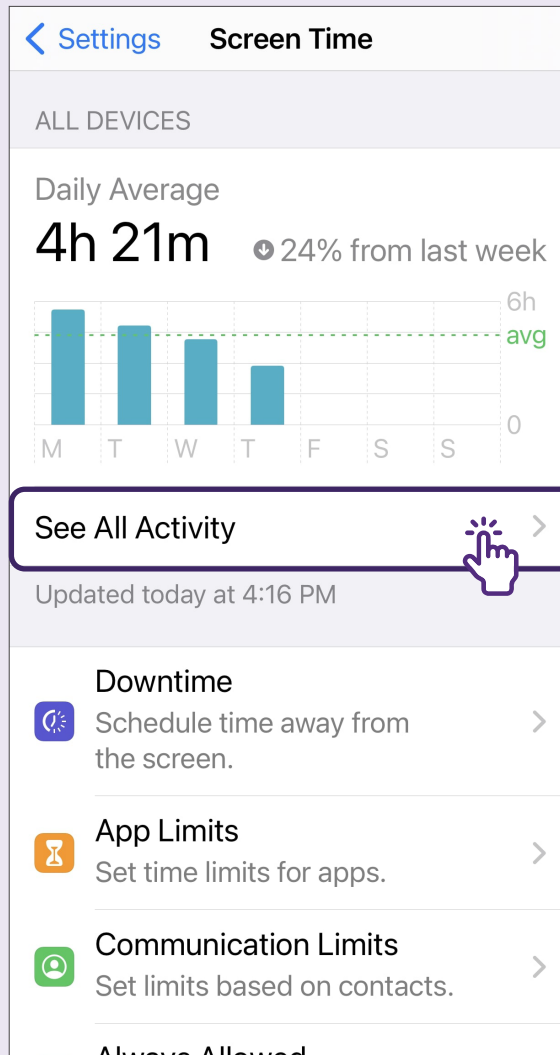 Settings Screen Time
ALL DEVICES
Daily Average
4h 21m 24% from last week
6h
avg
0
M T W T F S S
See All Activity
Updated today at 4:16 PM
Downtime
Schedule time away from
the screen.
App Limits
Set time limits for apps.
Communication Limits
Set limits based on contacts.
Always Allowed